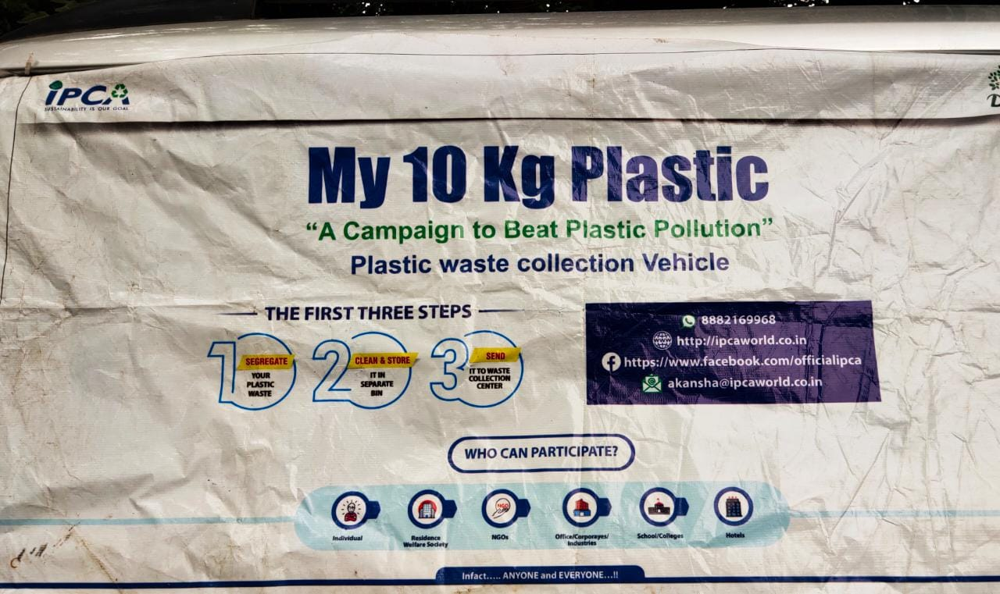 iPCA
SUSTAINABILITY IS OUR GOAL
My 10 Kg Plastic
“A Campaign to Beat Plastic Pollution”
Plastic waste collection Vehicle
THE FIRST THREE STEPS
1 SEGREGATE
YOUR
PLASTIC
WASTE
2 CLEAN & STORE
IT IN
SEPARATE
BIN
3 SEND
IT TO WASTE
COLLECTION
CENTER
8882169968
http://ipcaworld.co.in
https://www.facebook.com/officialipca
akansha@ipcaworld.co.in
WHO CAN PARTICIPATE?
Individual
Residence
Welfare Society
NGO
NGOs
Office/Corporayes/
Industries
School/Colleges
Hotels
Infact..... ANYONE and EVERYONE...!!